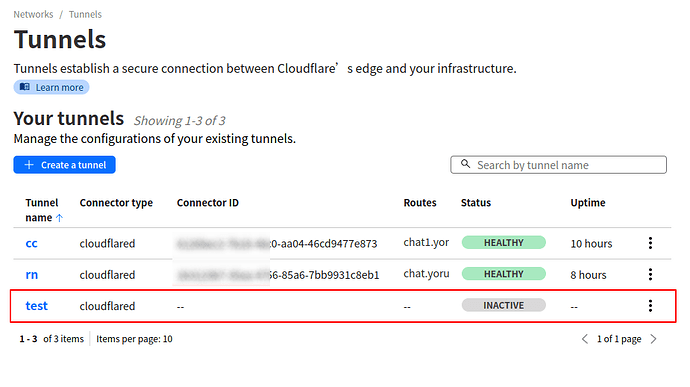 Networks / Tunnels
Tunnels
Tunnels establish a secure connection between Cloudflare’s edge and your infrastructure.
Learn more
Your tunnels Showing 1-3 of 3
Manage the configurations of your existing tunnels.
+ Create a tunnel
Search by tunnel name
Tunnel name ↑ Connector type Connector ID Routes Status Uptime
cc cloudflared 0-aa04-46cd9477e873 chat1.yor HEALTHY 10 hours
rn cloudflared 56-85a6-7bb9931c8eb1 chat.yoru HEALTHY 8 hours
test cloudflared -- -- INACTIVE --
1 - 3 of 3 items Items per page: 10 1 of 1 page